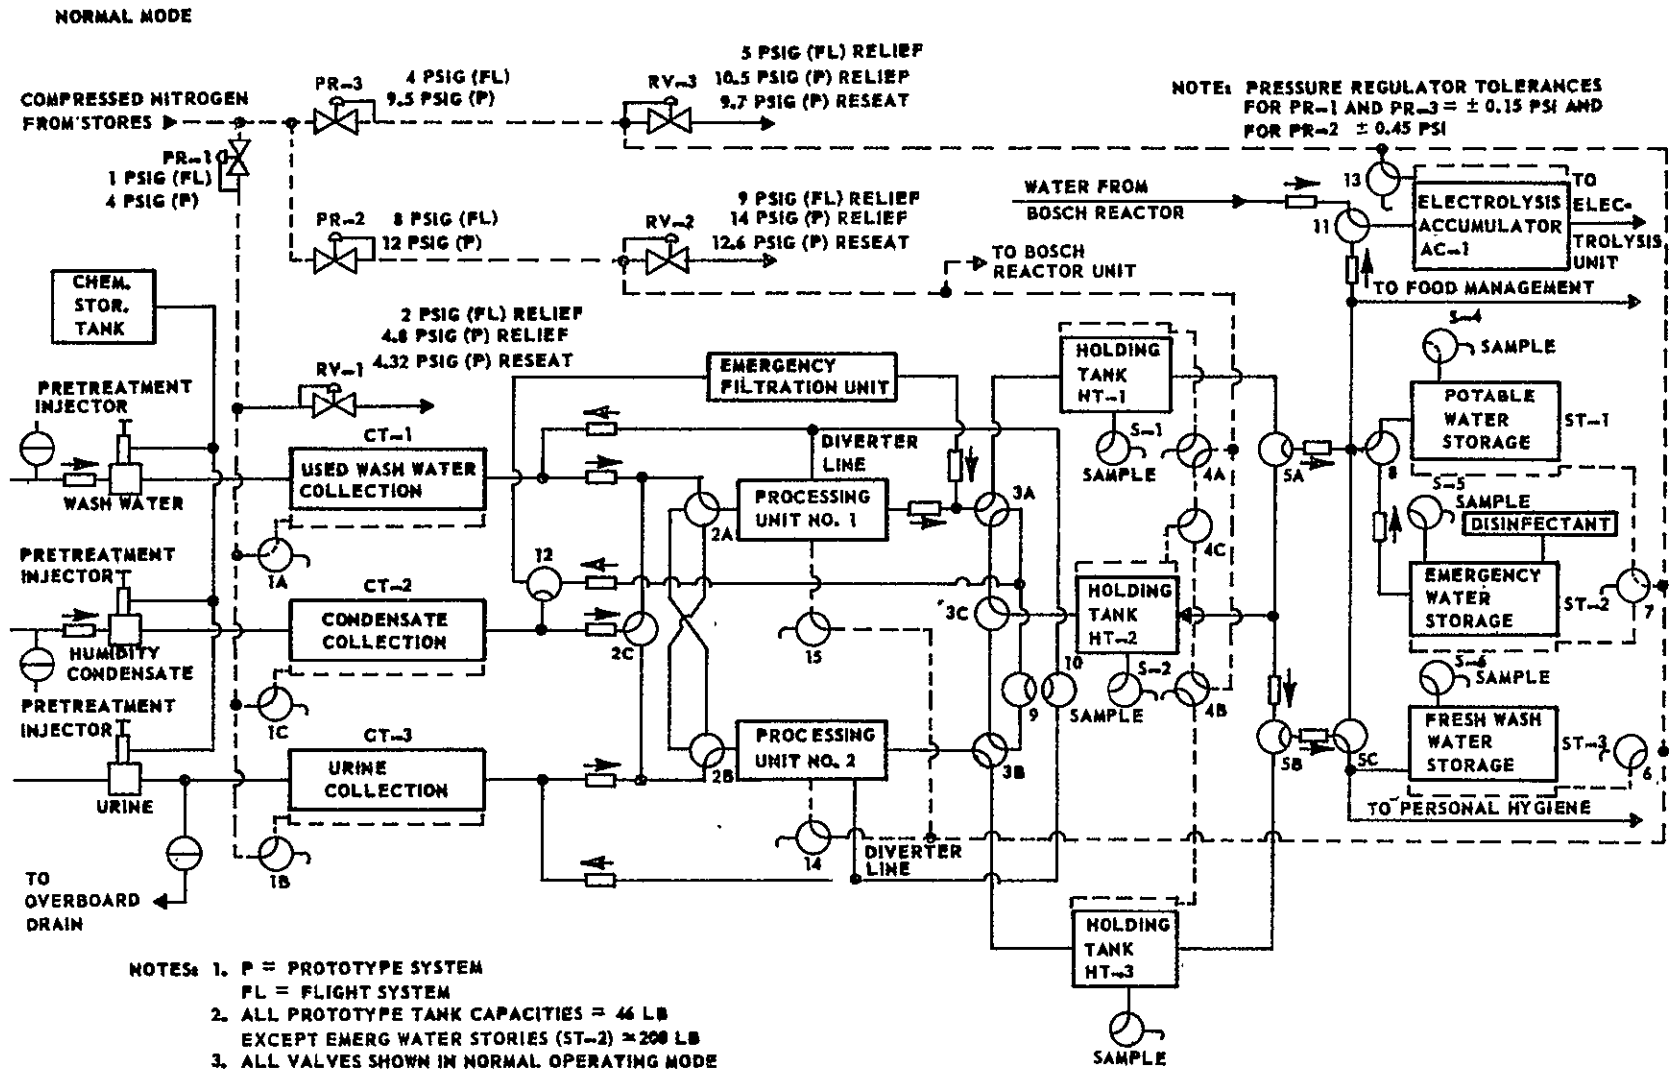 NORMAL MODE
COMPRESSED NITROGEN
FROM STORES
PR-3
4 PSIG (FL)
9.5 PSIG (P)
RV-3
5 PSIG (FL) RELIEF
10.5 PSIG (P) RELIEF
9.7 PSIG (P) RESEAT
NOTE: PRESSURE REGULATOR TOLERANCES
FOR PR-1 AND PR-3 = ± 0.15 PSI AND
FOR PR-2 ± 0.45 PSI
PR-1
1 PSIG (FL)
4 PSIG (P)
PR-2
8 PSIG (FL)
12 PSIG (P)
RV-2
9 PSIG (FL) RELIEF
14 PSIG (P) RELIEF
12.6 PSIG (P) RESEAT
TO BOSCH
REACTOR UNIT
WATER FROM
BOSCH REACTOR
13
11
ELECTROLYSIS
ACCUMULATOR
AC-1
TO
ELEC-
TROLYSIS
UNIT
TO FOOD MANAGEMENT
CHEM.
STOR.
TANK
2 PSIG (FL) RELIEF
4.8 PSIG (P) RELIEF
4.32 PSIG (P) RESEAT
RV-1
EMERGENCY
FILTRATION UNIT
HOLDING
TANK
HT-1
S-1
SAMPLE
4A
5A
S-4
SAMPLE
POTABLE
WATER
STORAGE
ST-1
8
PRETREATMENT
INJECTOR
WASH WATER
CT-1
USED WASH WATER
COLLECTION
1A
DIVERTER
LINE
PROCESSING
UNIT NO. 1
2A
3A
4C
S-5
SAMPLE
DISINFECTANT
EMERGENCY
WATER
STORAGE
ST-2
7
PRETREATMENT
INJECTOR
HUMIDITY
CONDENSATE
CT-2
CONDENSATE
COLLECTION
1C
12
2C
15
3C
HOLDING
TANK
HT-2
S-2
SAMPLE
10
9
4B
S-6
SAMPLE
FRESH WASH
WATER
STORAGE
ST-3
6
PRETREATMENT
INJECTOR
URINE
CT-3
URINE
COLLECTION
1B
2B
PROCESSING
UNIT NO. 2
3B
5B
5C
TO PERSONAL HYGIENE
14
DIVERTER
LINE
TO
OVERBOARD
DRAIN
HOLDING
TANK
HT-3
SAMPLE
NOTES: 1. P = PROTOTYPE SYSTEM
FL = FLIGHT SYSTEM
2. ALL PROTOTYPE TANK CAPACITIES = 46 LB
EXCEPT EMERG WATER STORIES (ST-2) ≈ 208 LB
3. ALL VALVES SHOWN IN NORMAL OPERATING MODE